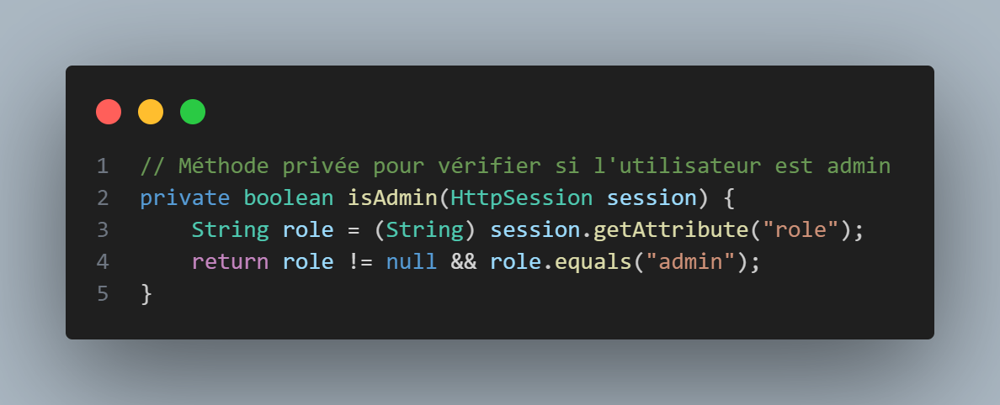 1 // Méthode privée pour vérifier si l'utilisateur est admin
2 private boolean isAdmin(HttpSession session) {
3     String role = (String) session.getAttribute("role");
4     return role != null && role.equals("admin");
5 }